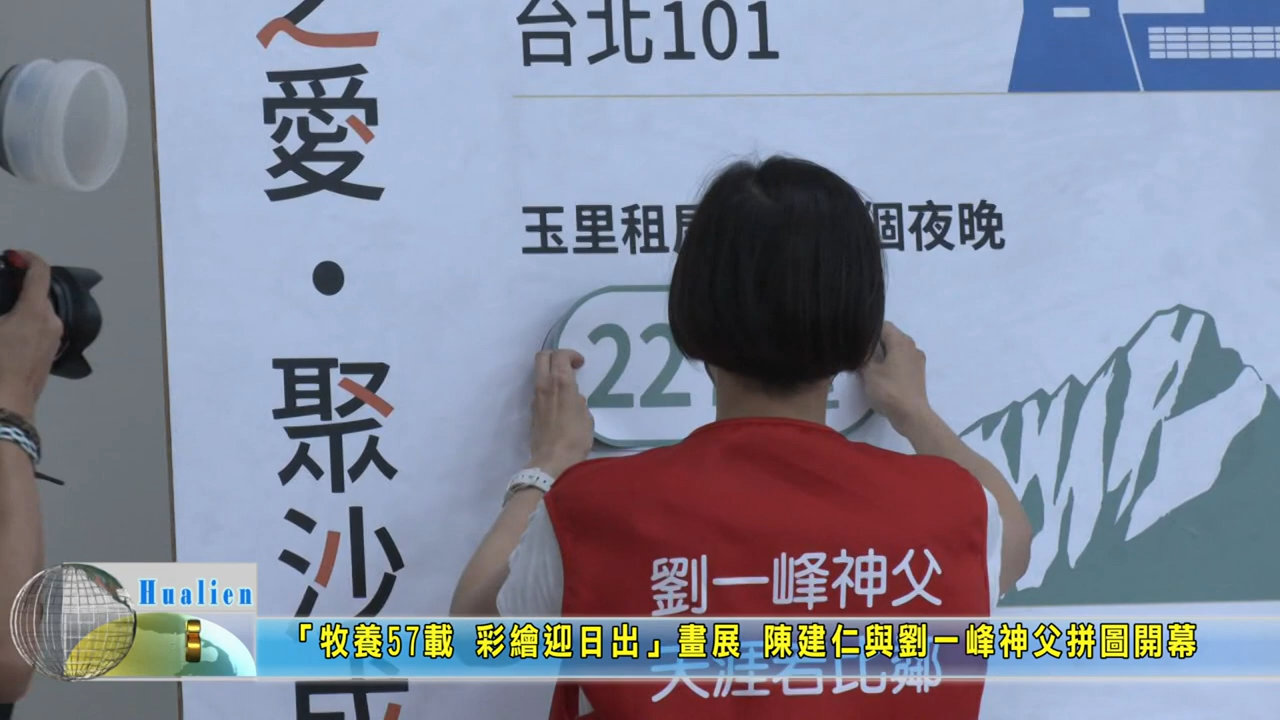 之愛・聚沙成
台北101
玉里租屋
個夜晚
22
劉一峰神父
天涯若比鄰
Hualien
「牧養57載 彩繪迎日出」畫展 陳建仁與劉一峰神父拼圖開幕